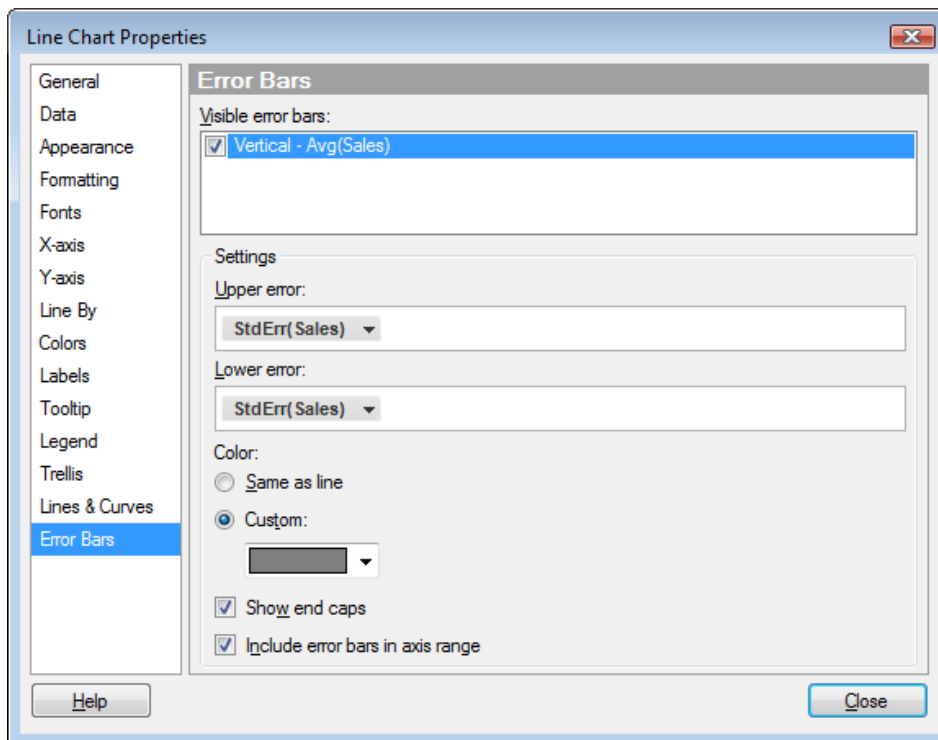 Line Chart Properties
General
Data
Appearance
Formatting
Fonts
X-axis
Y-axis
Line By
Colors
Labels
Tooltip
Legend
Trellis
Lines & Curves
Error Bars
Error Bars
Visible error bars:
Vertical - Avg(Sales)
Settings
Upper error:
StdErr(Sales)
Lower error:
StdErr(Sales)
Color:
Same as line
Custom:
Show end caps
Include error bars in axis range
Help
Close